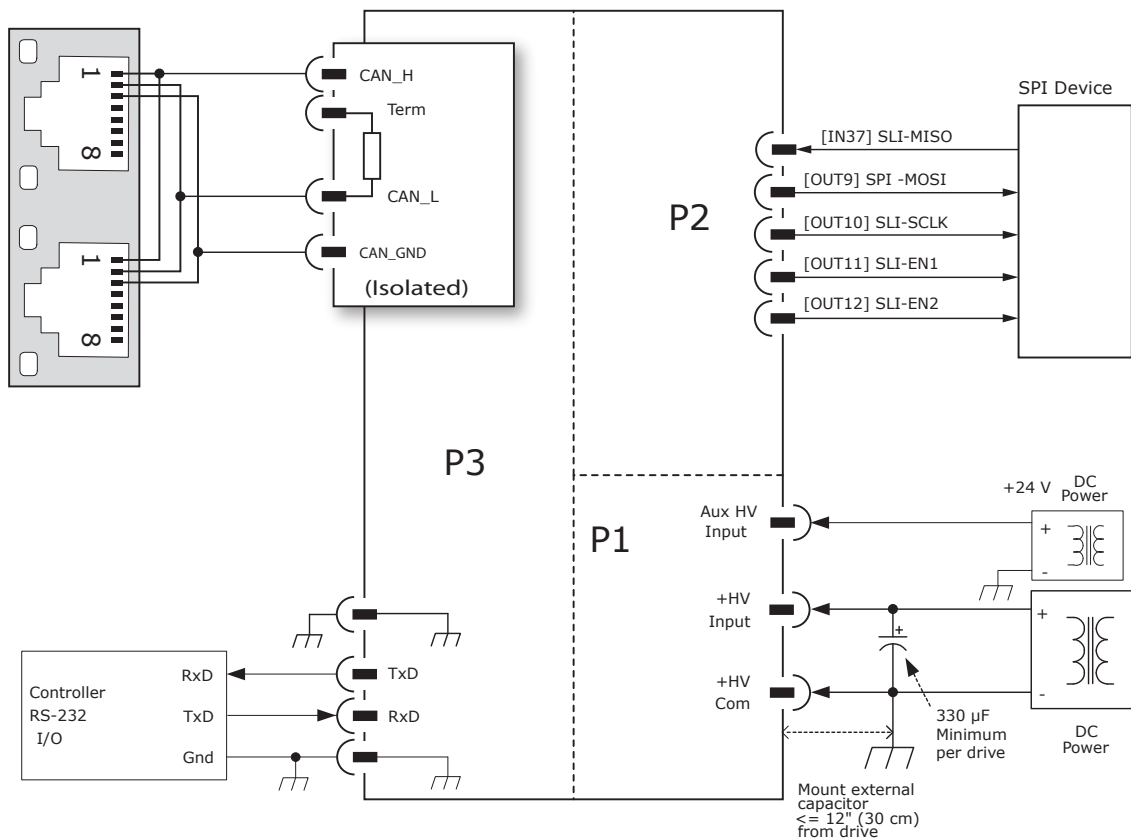 1
8
1
8
CAN_H
Term
CAN_L
CAN_GND
(Isolated)
P3
P2
P1
SPI Device
[IN37] SLI-MISO
[OUT9] SPI -MOSI
[OUT10] SLI-SCLK
[OUT11] SLI-EN1
[OUT12] SLI-EN2
Aux HV
Input
+24 V
DC
Power
+
-
+HV
Input
+HV
Com
+
+
-
DC
Power
330 µF
Minimum
per drive
Mount external
capacitor
<= 12" (30 cm)
from drive
Controller
RS-232
I/O
RxD
TxD
Gnd
TxD
RxD